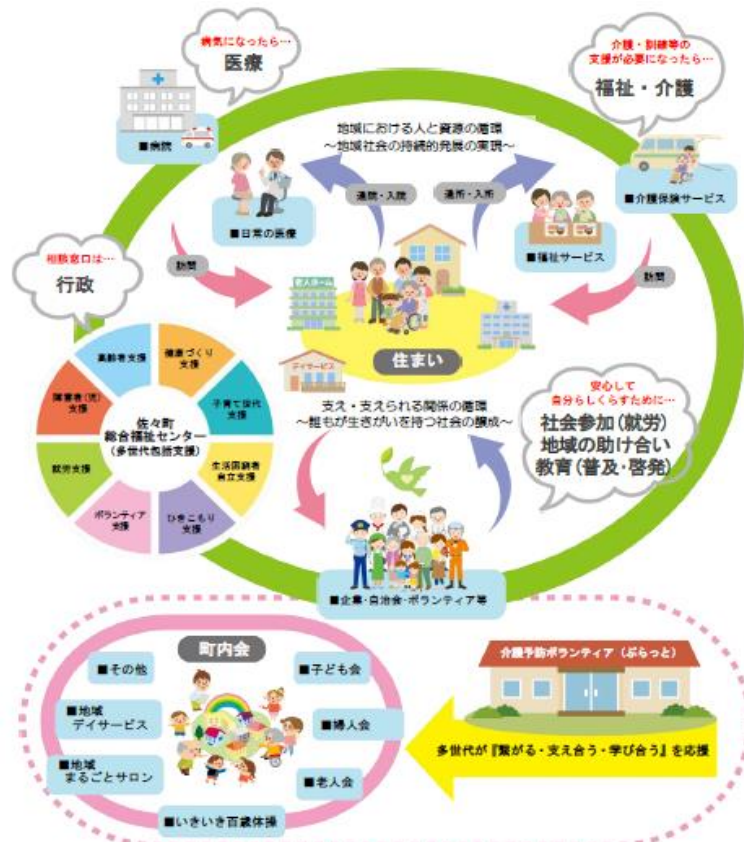 病気になったら…
医療
介護・訓練等の
支援が必要になったら…
福祉・介護
■病院
地域における人と資源の循環
～地域社会の持続的発展の実現～
■介護保険サービス
通院・入院
通所・入所
■日常の医療
■福祉サービス
訪問
訪問
相談窓口は…
行政
老人ホーム
住まい
デイサービス
高齢者支援
健康づくり
支援
障害者(児)
支援
子育て世代
支援
佐々町
総合福祉センター
(多世代包括支援)
就労支援
生活困窮者
自立支援
ボランティア
支援
ひきこもり
支援
支え・支えられる関係の循環
～誰もが生きがいを持つ社会の醸成～
安心して
自分らしくくらすために…
社会参加(就労)
地域の助け合い
教育(普及・啓発)
■企業・自治会・ボランティア等
町内会
■その他
■子ども会
■地域
デイサービス
■婦人会
■地域
まるごとサロン
■老人会
■いきいき百歳体操
介護予防ボランティア（ぷらっと）
多世代が『繋がる・支え合う・学び合う』を応援